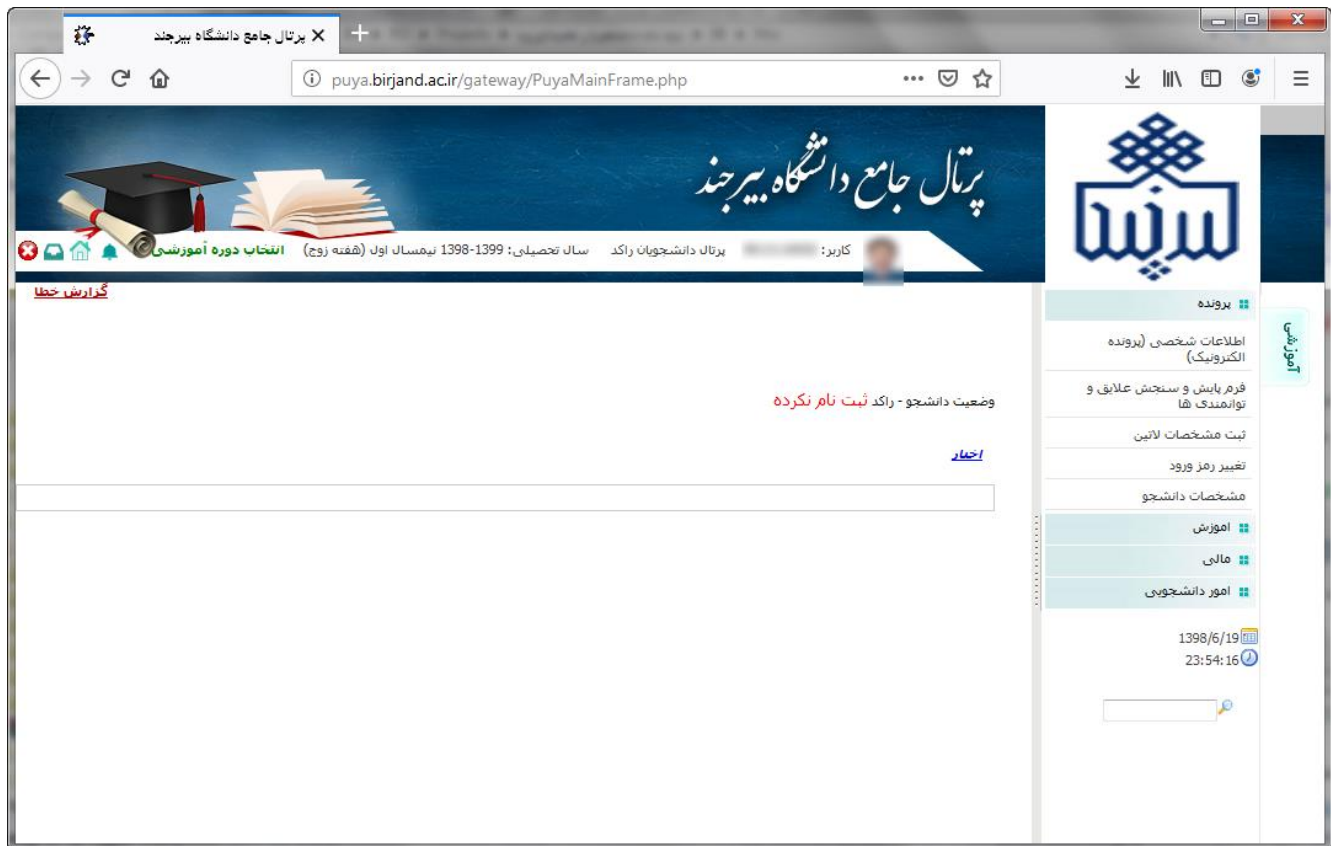 پرتال جامع دانشگاه بیرجند
puya.birjand.ac.ir/gateway/PuyaMainFrame.php
پرتال جامع دانشگاه بیرجند
کاربر: پرتال دانشجویان راکد سال تحصیلی: 1399-1398 نیمسال اول (هفته زوج) انتخاب دوره آموزشی
گزارش خطا
آموزشی
پرونده
اطلاعات شخصی (پرونده
الکترونیک)
فرم پایش و سنجش علایق و
توانمندی ها
ثبت مشخصات لاتین
تغییر رمز ورود
مشخصات دانشجو
اموزش
مالی
امور دانشجویی
1398/6/19
23:54:16
وضعیت دانشجو - راکد ثبت نام نکرده
اخبار